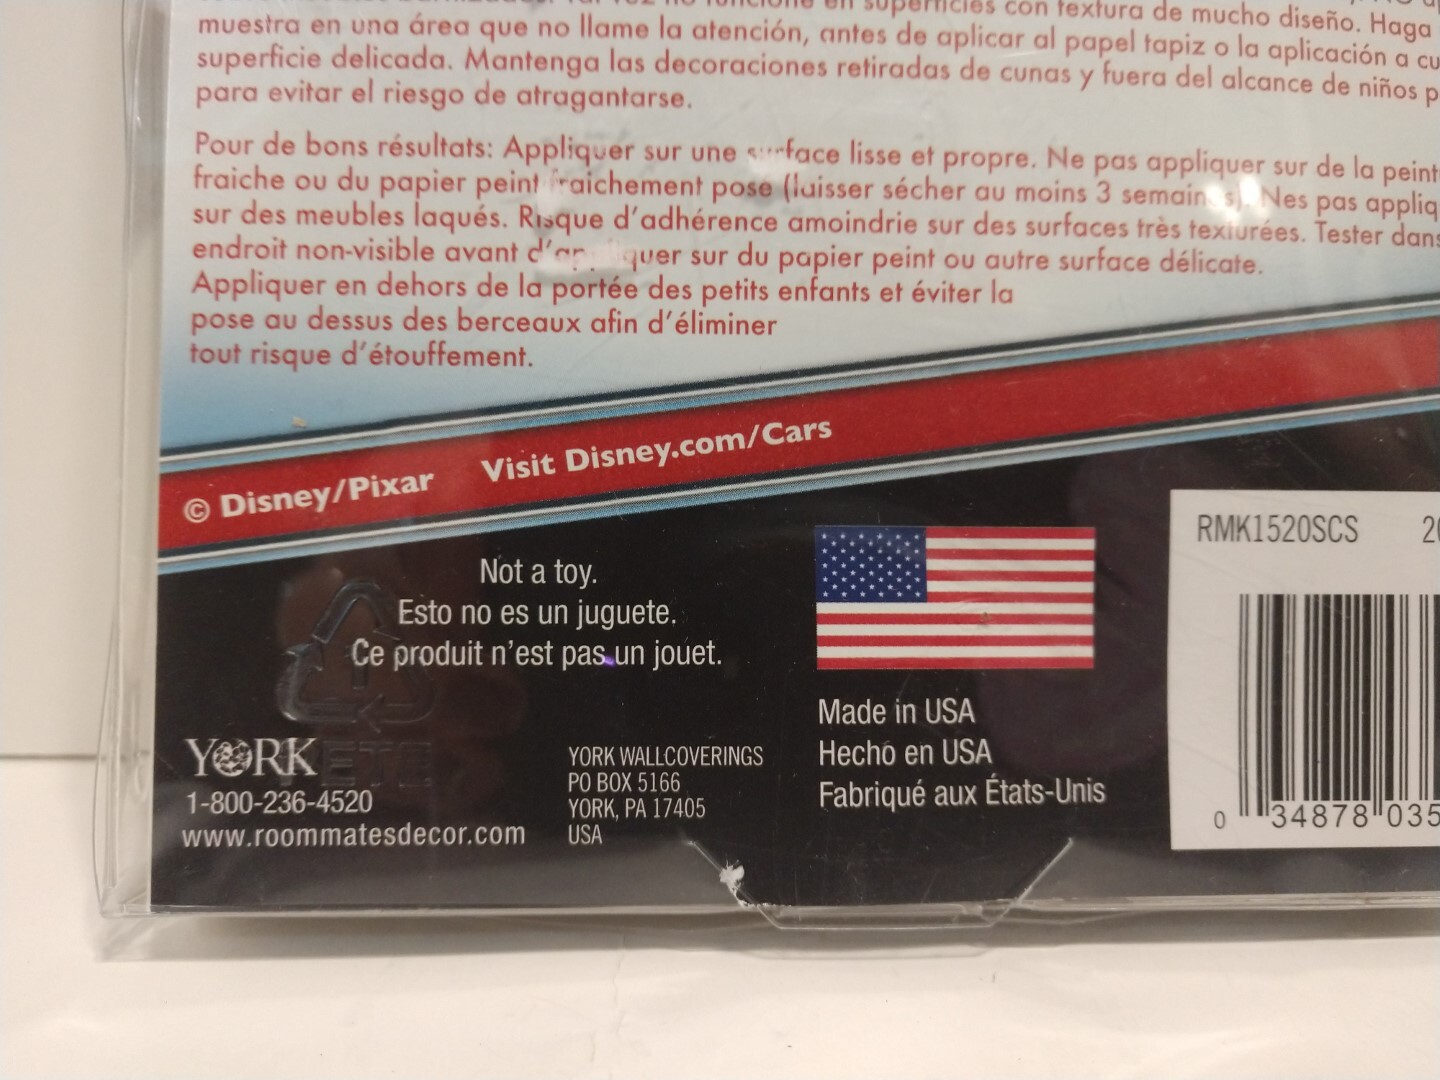 en superficies con textura de mucho diseño. Haga
muestra en una área que no llame la atención, antes de aplicar al papel tapiz o la aplicación a
superficie delicada. Mantenga las decoraciones retiradas de cunas y fuera del alcance de niños
para evitar el riesgo de atragantarse.
Pour de bons résultats: Appliquer sur une surface lisse et propre. Ne pas appliquer sur de la
fraiche ou du papier peint fraichement pose (laisser sécher au moins 3 semaines). Nes pas
sur des meubles laqués. Risque d'adhérence amoindrie sur des surfaces très texturées. Tester
endroit non-visible avant d'appliquer sur du papier peint ou autre surface délicate.
Appliquer en dehors de la portée des petits enfants et éviter la
pose au dessus des berceaux afin d'éliminer
tout risque d'étouffement.
© Disney/Pixar Visit Disney.com/Cars
Not a toy.
Esto no es un juguete.
Ce produit n'est pas un jouet.
YORK
1-800-236-4520
www.roommatesdecor.com
YORK WALLCOVERINGS
PO BOX 5166
YORK, PA 17405
USA
Made in USA
Hecho en USA
Fabriqué aux États-Unis
RMK1520SCS
0 34878 035